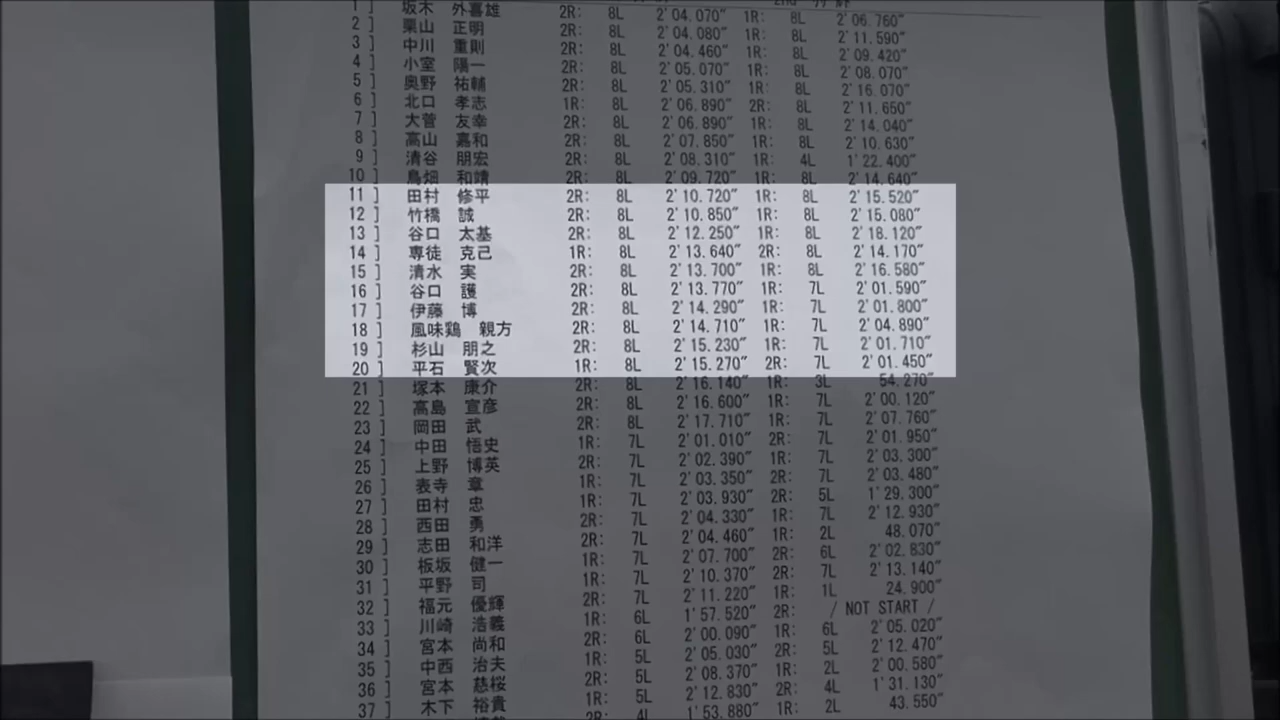 1 ] 坂木 外喜雄 2R: 8L 2'04.070" 1R: 8L 2'06.760"
2 ] 栗山 正明 2R: 8L 2'04.080" 1R: 8L 2'11.590"
3 ] 中川 重則 2R: 8L 2'04.460" 1R: 8L 2'09.420"
4 ] 小室 陽一 2R: 8L 2'05.070" 1R: 8L 2'08.070"
5 ] 奥野 祐輔 2R: 8L 2'05.310" 1R: 8L 2'16.070"
6 ] 北口 孝志 1R: 8L 2'06.890" 2R: 8L 2'11.650"
7 ] 大菅 友幸 2R: 8L 2'06.890" 1R: 8L 2'14.040"
8 ] 高山 嘉和 2R: 8L 2'07.850" 1R: 8L 2'10.630"
9 ] 清谷 朋宏 2R: 8L 2'08.310" 1R: 4L 1'22.400"
10 ] 鳥畑 和靖 2R: 8L 2'09.720" 1R: 8L 2'14.640"
11 ] 田村 修平 2R: 8L 2'10.720" 1R: 8L 2'15.520"
12 ] 竹橋 誠 2R: 8L 2'10.850" 1R: 8L 2'15.080"
13 ] 谷口 太基 2R: 8L 2'12.250" 1R: 8L 2'18.120"
14 ] 専徒 克己 1R: 8L 2'13.640" 2R: 8L 2'14.170"
15 ] 清水 実 2R: 8L 2'13.700" 1R: 8L 2'16.580"
16 ] 谷口 護 2R: 8L 2'13.770" 1R: 7L 2'01.590"
17 ] 伊藤 博 2R: 8L 2'14.290" 1R: 7L 2'01.800"
18 ] 風味鶏 親方 2R: 8L 2'14.710" 1R: 7L 2'04.890"
19 ] 杉山 朋之 2R: 8L 2'15.230" 1R: 7L 2'01.710"
20 ] 平石 賢次 1R: 8L 2'15.270" 2R: 7L 2'01.450"
21 ] 塚本 康介 2R: 8L 2'16.140" 1R: 3L 54.270"
22 ] 高島 宣彦 2R: 8L 2'16.600" 1R: 7L 2'00.120"
23 ] 岡田 武 2R: 8L 2'17.710" 1R: 7L 2'07.760"
24 ] 中田 悟史 1R: 7L 2'01.010" 2R: 7L 2'01.950"
25 ] 上野 博英 2R: 7L 2'02.390" 1R: 7L 2'03.300"
26 ] 表寺 章 1R: 7L 2'03.350" 2R: 7L 2'03.480"
27 ] 田村 忠 1R: 7L 2'03.930" 2R: 5L 1'29.300"
28 ] 西田 勇 2R: 7L 2'04.330" 1R: 7L 2'12.930"
29 ] 志田 和洋 2R: 7L 2'04.460" 1R: 2L 48.070"
30 ] 板坂 健一 1R: 7L 2'07.700" 2R: 6L 2'02.830"
31 ] 平野 司 1R: 7L 2'10.370" 2R: 7L 2'13.140"
32 ] 福元 優輝 2R: 7L 2'11.220" 1R: 1L 24.900"
33 ] 川崎 浩義 1R: 6L 1'57.520" 2R: / NOT START /
34 ] 宮本 尚和 2R: 6L 2'00.090" 1R: 6L 2'05.020"
35 ] 中西 治夫 1R: 5L 2'05.030" 2R: 5L 2'12.470"
36 ] 宮本 慈桜 2R: 5L 2'08.370" 1R: 2L 2'00.580"
37 ] 木下 裕貴 1R: 5L 2'12.830" 2R: 4L 1'31.130"
2R: 4L 1'53.880" 1R: 2L 43.550"